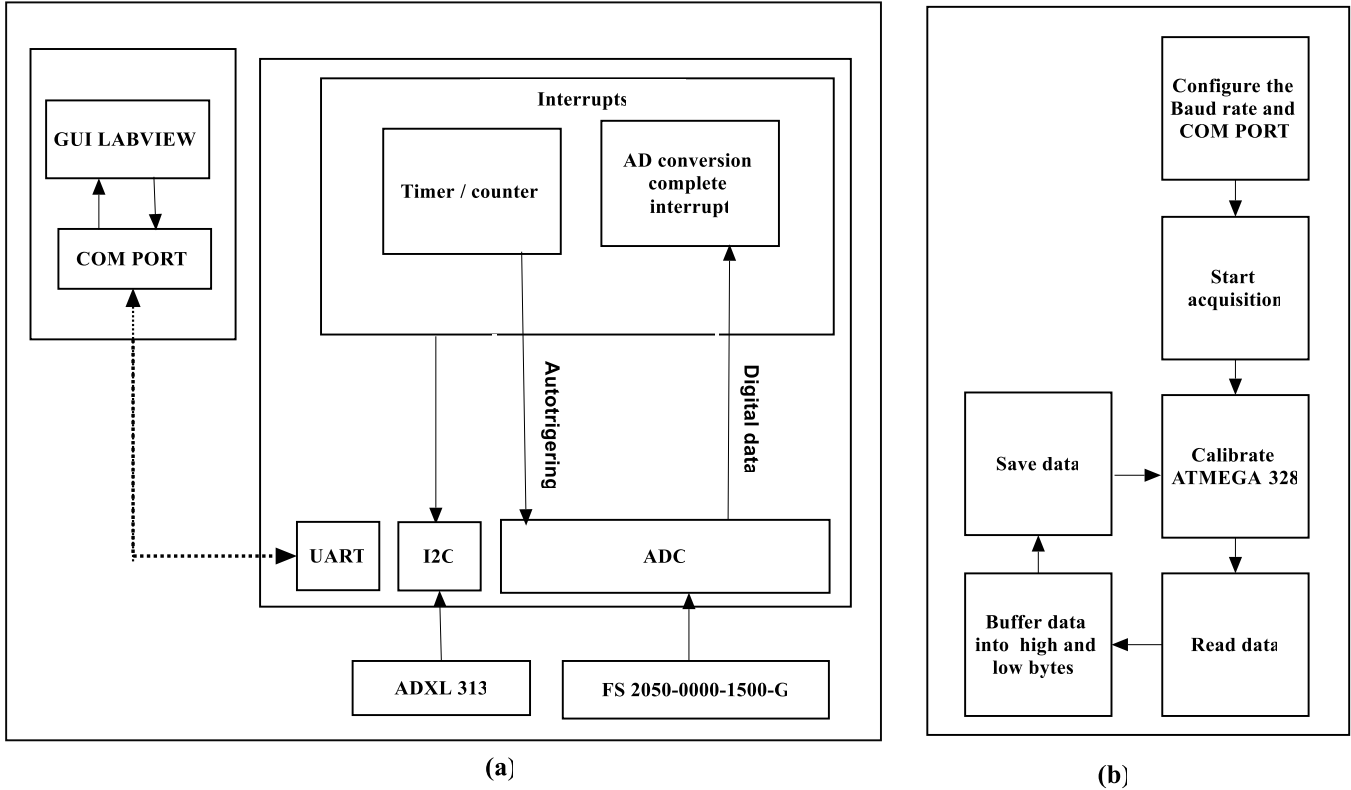 Interrupts
GUI LABVIEW
COM PORT
Timer / counter
AD conversion
complete
interrupt
Autotrigering
Digital data
UART
I2C
ADC
ADXL 313
FS 2050-0000-1500-G
(a)
Configure the
Baud rate and
COM PORT
Start
acquisition
Calibrate
ATMEGA 328
Save data
Buffer data
into high and
low bytes
Read data
(b)